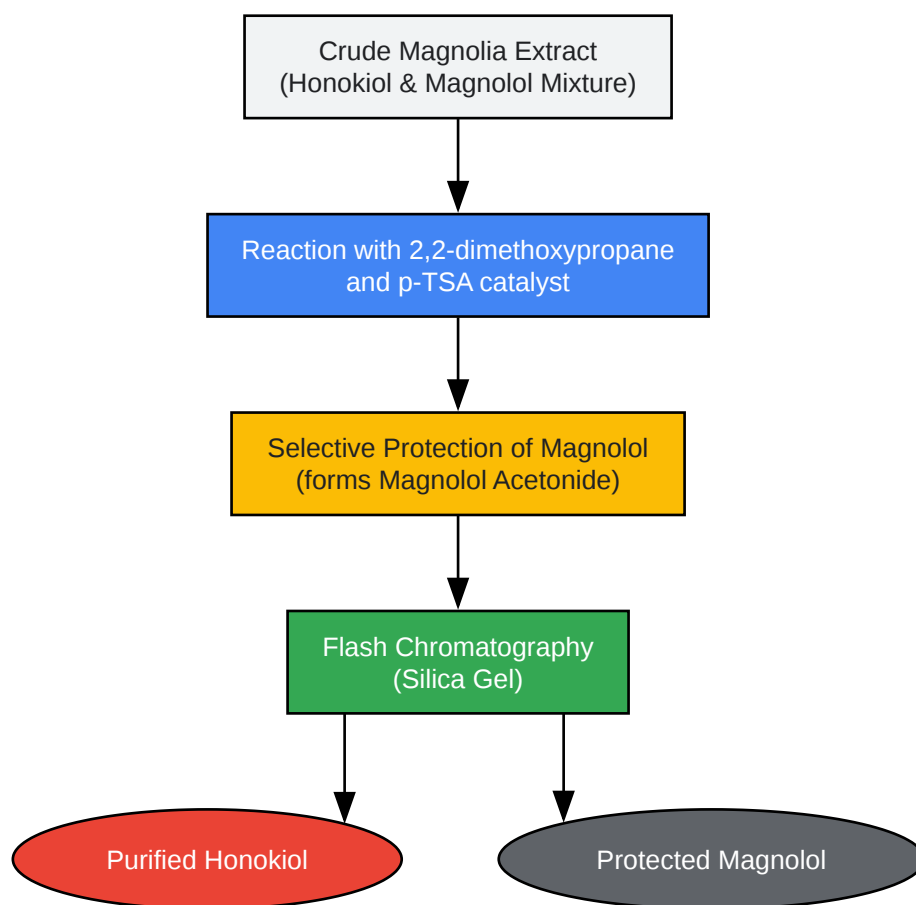 Crude Magnolia Extract
(Honokiol & Magnolol Mixture)
Reaction with 2,2-dimethoxypropane
and p-TSA catalyst
Selective Protection of Magnolol
(forms Magnolol Acetonide)
Flash Chromatography
(Silica Gel)
Purified Honokiol
Protected Magnolol